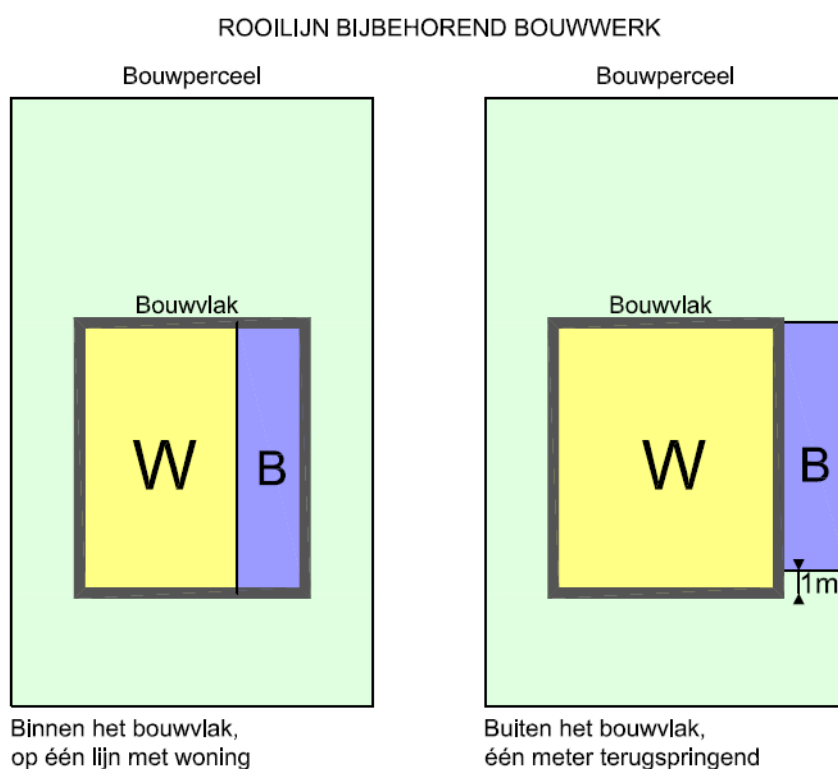 ROOILIJN BIJBEHOREND BOUWWERK
Bouwperceel
Bouwvlak
W
B
Binnen het bouwvlak,
op één lijn met woning
Bouwperceel
Bouwvlak
W
B
1m
Buiten het bouwvlak,
één meter terugspringend